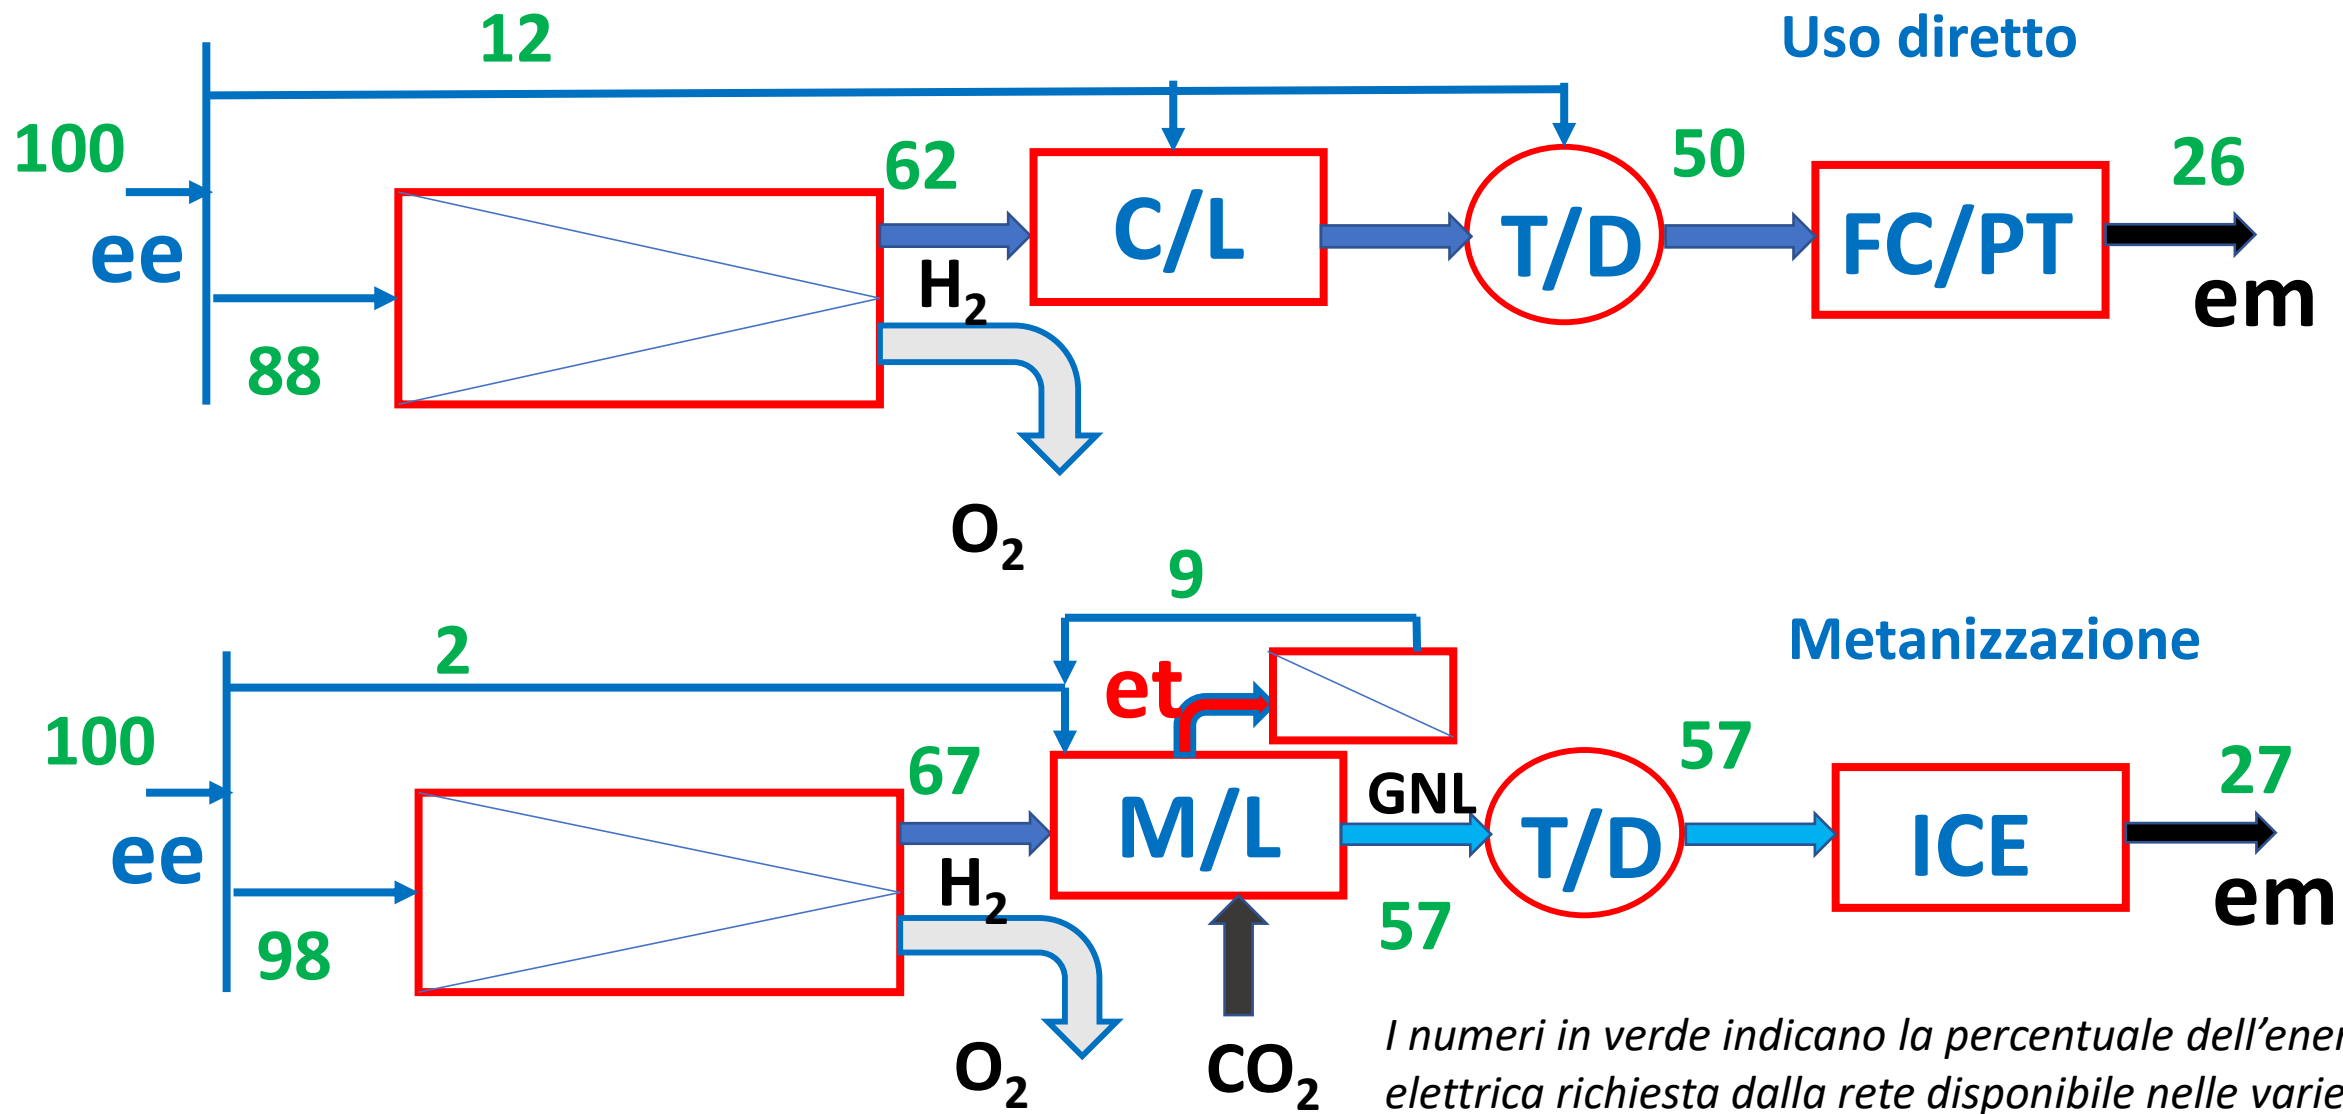 12
Uso diretto
100
62
50
26
C/L
T/D
FC/PT
ee
H₂
em
88
O₂
9
2
Metanizzazione
et
100
67
57
27
GNL
M/L
T/D
ICE
ee
H₂
em
98
57
O₂
CO₂
I numeri in verde indicano la percentuale dell'ener
elettrica richiesta dalla rete disponibile nelle varie